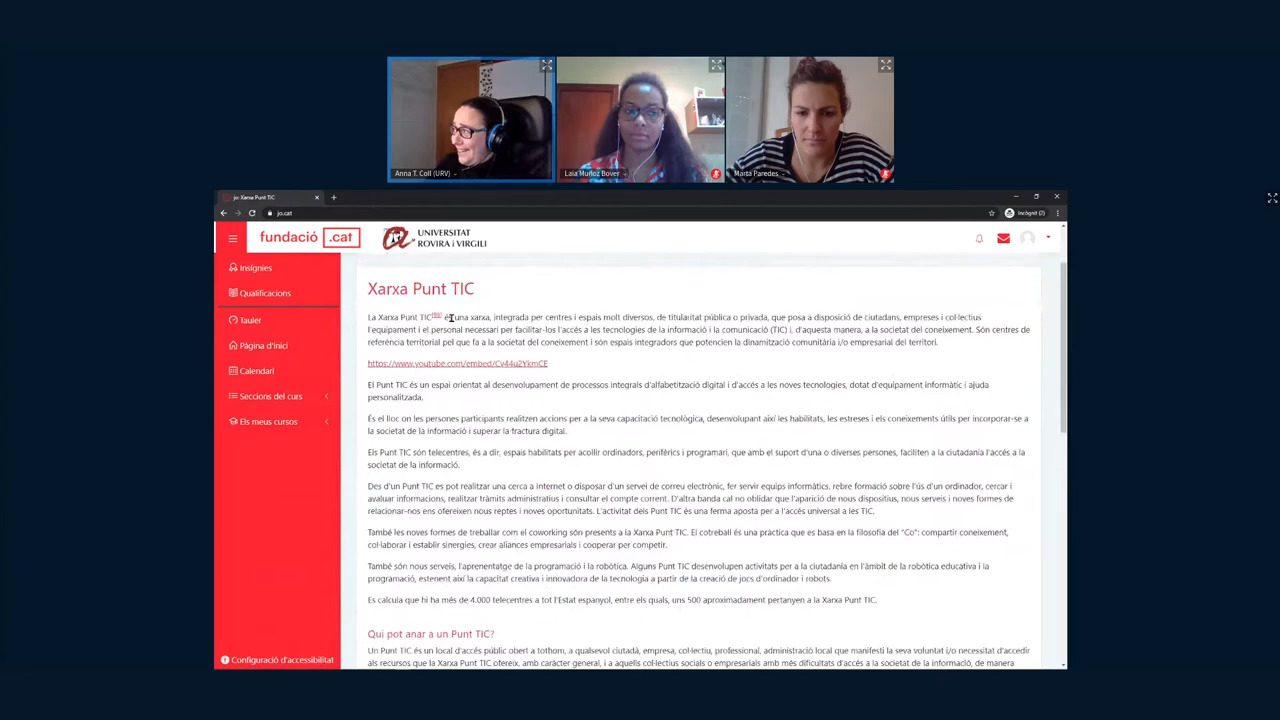 Anna T. Coll (URV)
Laia Muñoz Bover
Marta Paredes
jo: Xarxa Punt TIC
jo.cat
Incògnit (2)
fundació .cat
UNIVERSITAT
ROVIRA i VIRGILI
Insígnies
Qualificacions
Tauler
Pàgina d'inici
Calendari
Seccions del curs
Els meus cursos
Configuració d'accessibilitat
Xarxa Punt TIC
La Xarxa Punt TIC és una xarxa, integrada per centres i espais molt diversos, de titularitat pública o privada, que posa a disposició de ciutadans, empreses i col·lectius
l'equipament i el personal necessari per facilitar-los l'accés a les tecnologies de la informació i la comunicació (TIC) i, d'aquesta manera, a la societat del coneixement. Són centres de
referència territorial pel que fa a la societat del coneixement i són espais integradors que potencien la dinamització comunitària i/o empresarial del territori.
https://www.youtube.com/embed/Cv44u2YkmCE
El Punt TIC és un espai orientat al desenvolupament de processos integrals d'alfabetització digital i d'accés a les noves tecnologies, dotat d'equipament informàtic i ajuda
personalitzada.
És el lloc on les persones participants realitzen accions per a la seva capacitació tecnològica, desenvolupant així les habilitats, les estreses i els coneixements útils per incorporar-se a
la societat de la informació i superar la fractura digital.
Els Punt TIC són telecentres, és a dir, espais habilitats per acollir ordinadors, perifèrics i programari, que amb el suport d'una o diverses persones, faciliten a la ciutadania l'accés a la
societat de la informació.
Des d'un Punt TIC es pot realitzar una cerca a Internet o disposar d'un servei de correu electrònic, fer servir equips informàtics. rebre formació sobre l'ús d'un ordinador, cercar i
avaluar informacions, realitzar tràmits administratius i consultar el compte corrent. D'altra banda cal no oblidar que l'aparició de nous dispositius, nous serveis i noves formes de
relacionar-nos ens ofereixen nous reptes i noves oportunitats. L'activitat dels Punt TIC és una ferma aposta per a l'accés universal a les TIC.
També les noves formes de treballar com el coworking són presents a la Xarxa Punt TIC. El cotreball és una pràctica que es basa en la filosofia del "Co": compartir coneixement,
col·laborar i establir sinergies, crear aliances empresarials i cooperar per competir.
També són nous serveis, l'aprenentatge de la programació i la robòtica. Alguns Punt TIC desenvolupen activitats per a la ciutadania en l'àmbit de la robòtica educativa i la
programació, estenent així la capacitat creativa i innovadora de la tecnologia a partir de la creació de jocs d'ordinador i robots.
Es calcula que hi ha més de 4.000 telecentres a tot l'Estat espanyol, entre els quals, uns 500 aproximadament pertanyen a la Xarxa Punt TIC.
Qui pot anar a un Punt TIC?
Un Punt TIC és un local d'accés públic obert a tothom, a qualsevol ciutadà, empresa, col·lectiu, professional, administració local que manifesti la seva voluntat i/o necessitat d'accedir
als recursos que la Xarxa Punt TIC ofereix, amb caràcter general, i a aquells col·lectius socials o empresarials amb més dificultats d'accés a la societat de la informació, de manera